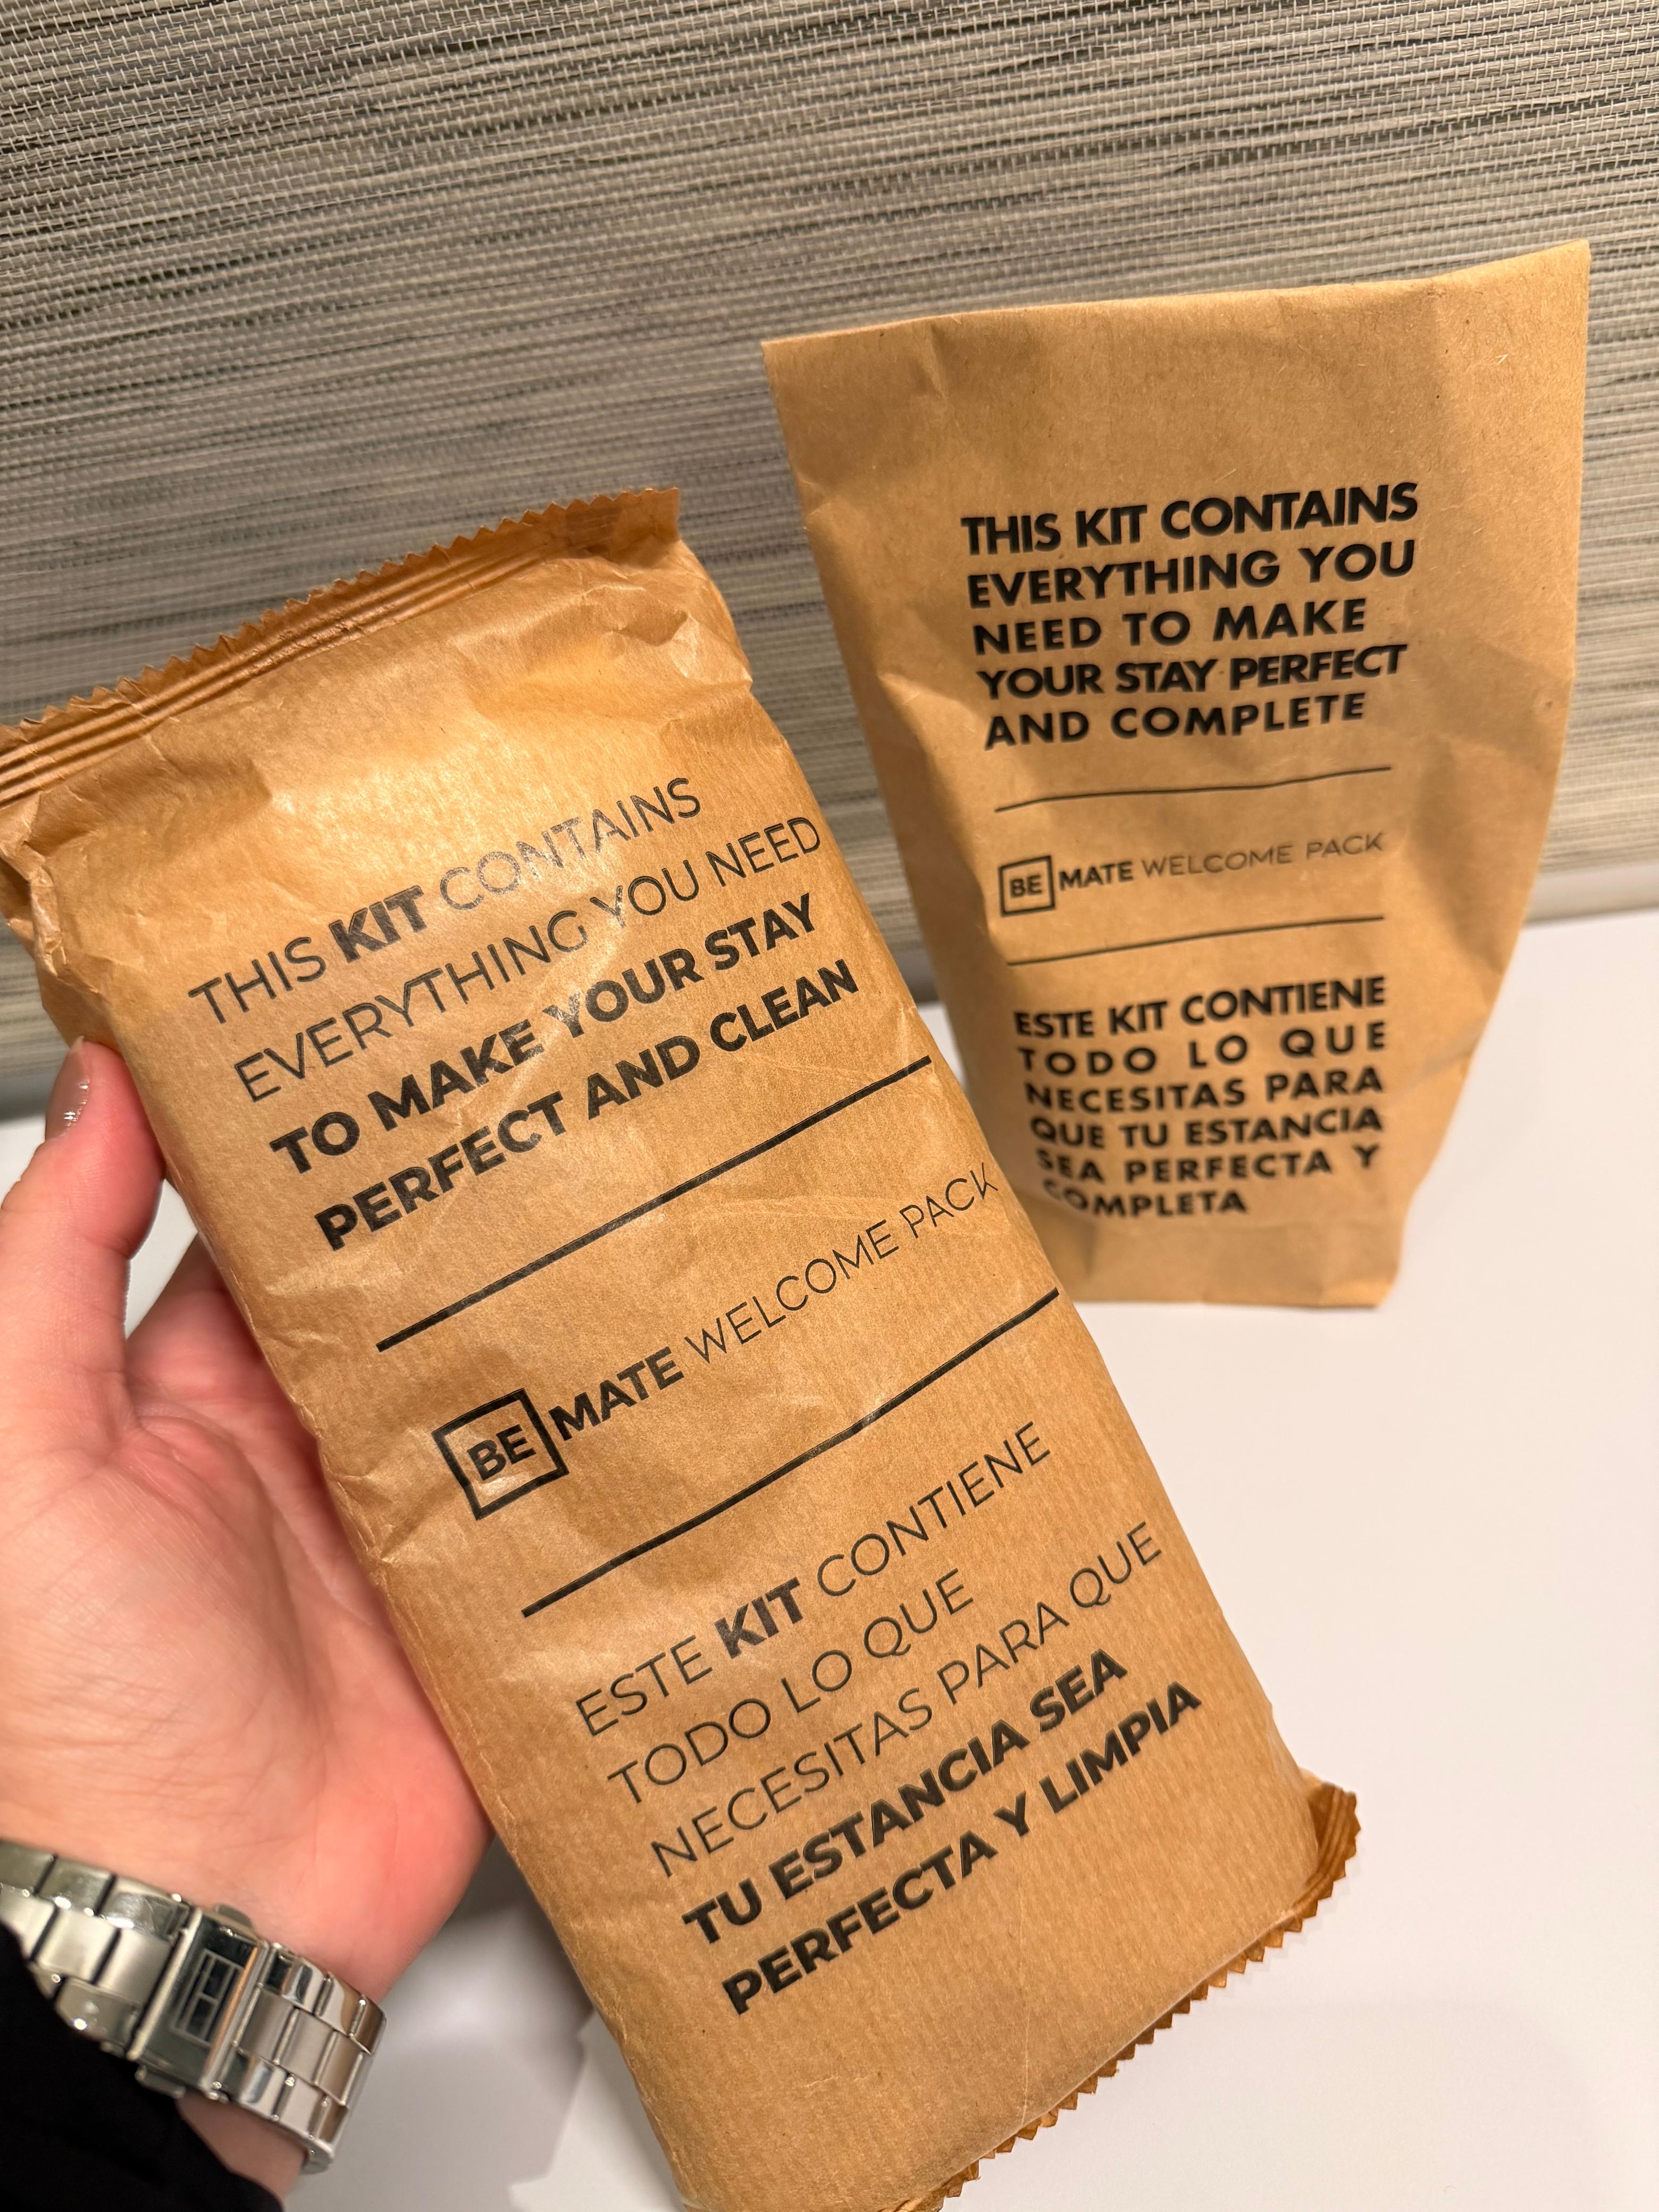 THIS KIT CONTAINS
EVERYTHING YOU NEED
TO MAKE YOUR STAY
PERFECT AND CLEAN
BE MATE WELCOME PACK
ESTE KIT CONTIENE
TODO LO QUE
NECESITAS PARA QUE
TU ESTANCIA SEA
PERFECTA Y LIMPIA
THIS KIT CONTAINS
EVERYTHING YOU
NEED TO MAKE
YOUR STAY PERFECT
AND COMPLETE
BE MATE WELCOME PACK
ESTE KIT CONTIENE
TODO LO QUE
NECESITAS PARA
QUE TU ESTANCIA
SEA PERFECTA Y
COMPLETA